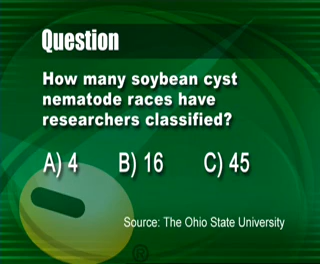 Question
How many soybean cyst
nematode races have
researchers classified?
A) 4 B) 16 C) 45
Source: The Ohio State University
®